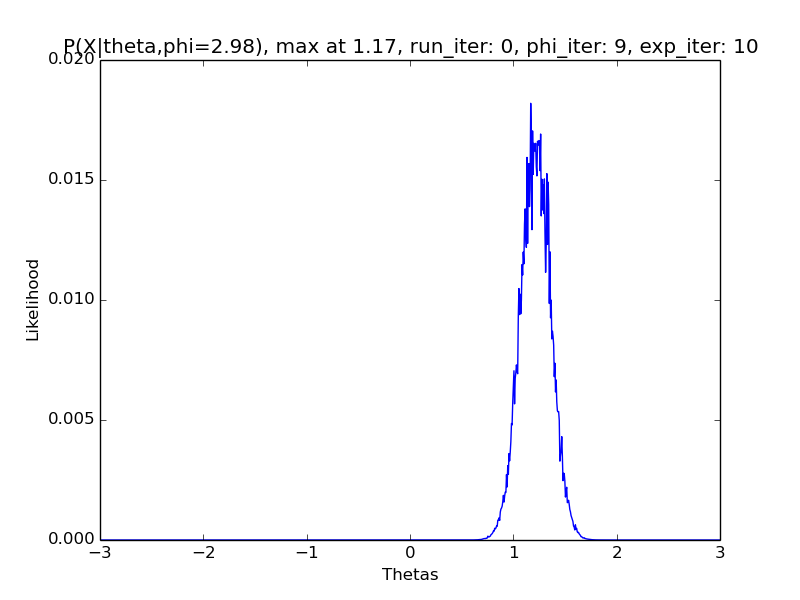 P(X|theta,phi=2.98), max at 1.17, run_iter: 0, phi_iter: 9, exp_iter: 10
0.020
0.015
0.010
0.005
0.000
Likelihood
−3 −2 −1 0 1 2 3
Thetas